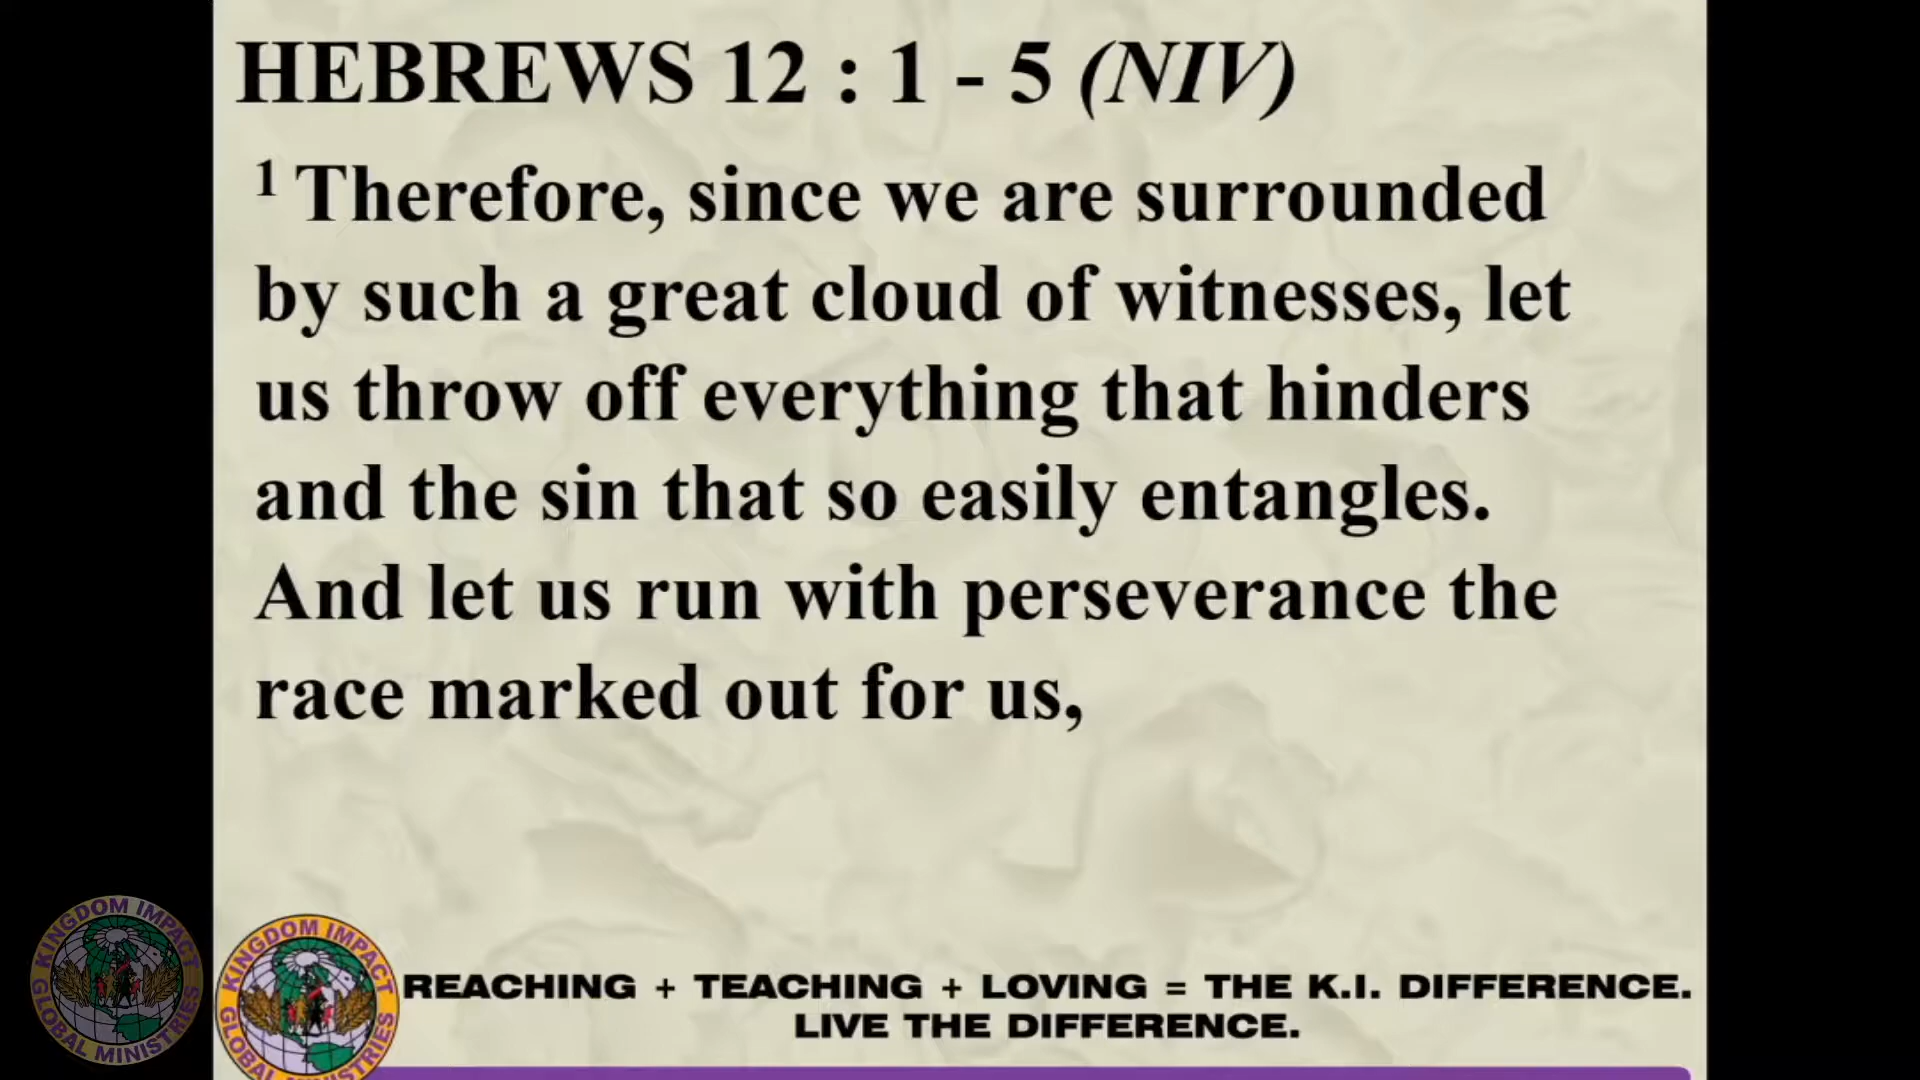 HEBREWS 12 : 1 - 5 (NIV)
1 Therefore, since we are surrounded
by such a great cloud of witnesses, let
us throw off everything that hinders
and the sin that so easily entangles.
And let us run with perseverance the
race marked out for us,
KINGDOM IMPACT
GLOBAL MINISTRIES
KINGDOM IMPACT
GLOBAL MINISTRIES
REACHING + TEACHING + LOVING = THE K.I. DIFFERENCE.
LIVE THE DIFFERENCE.